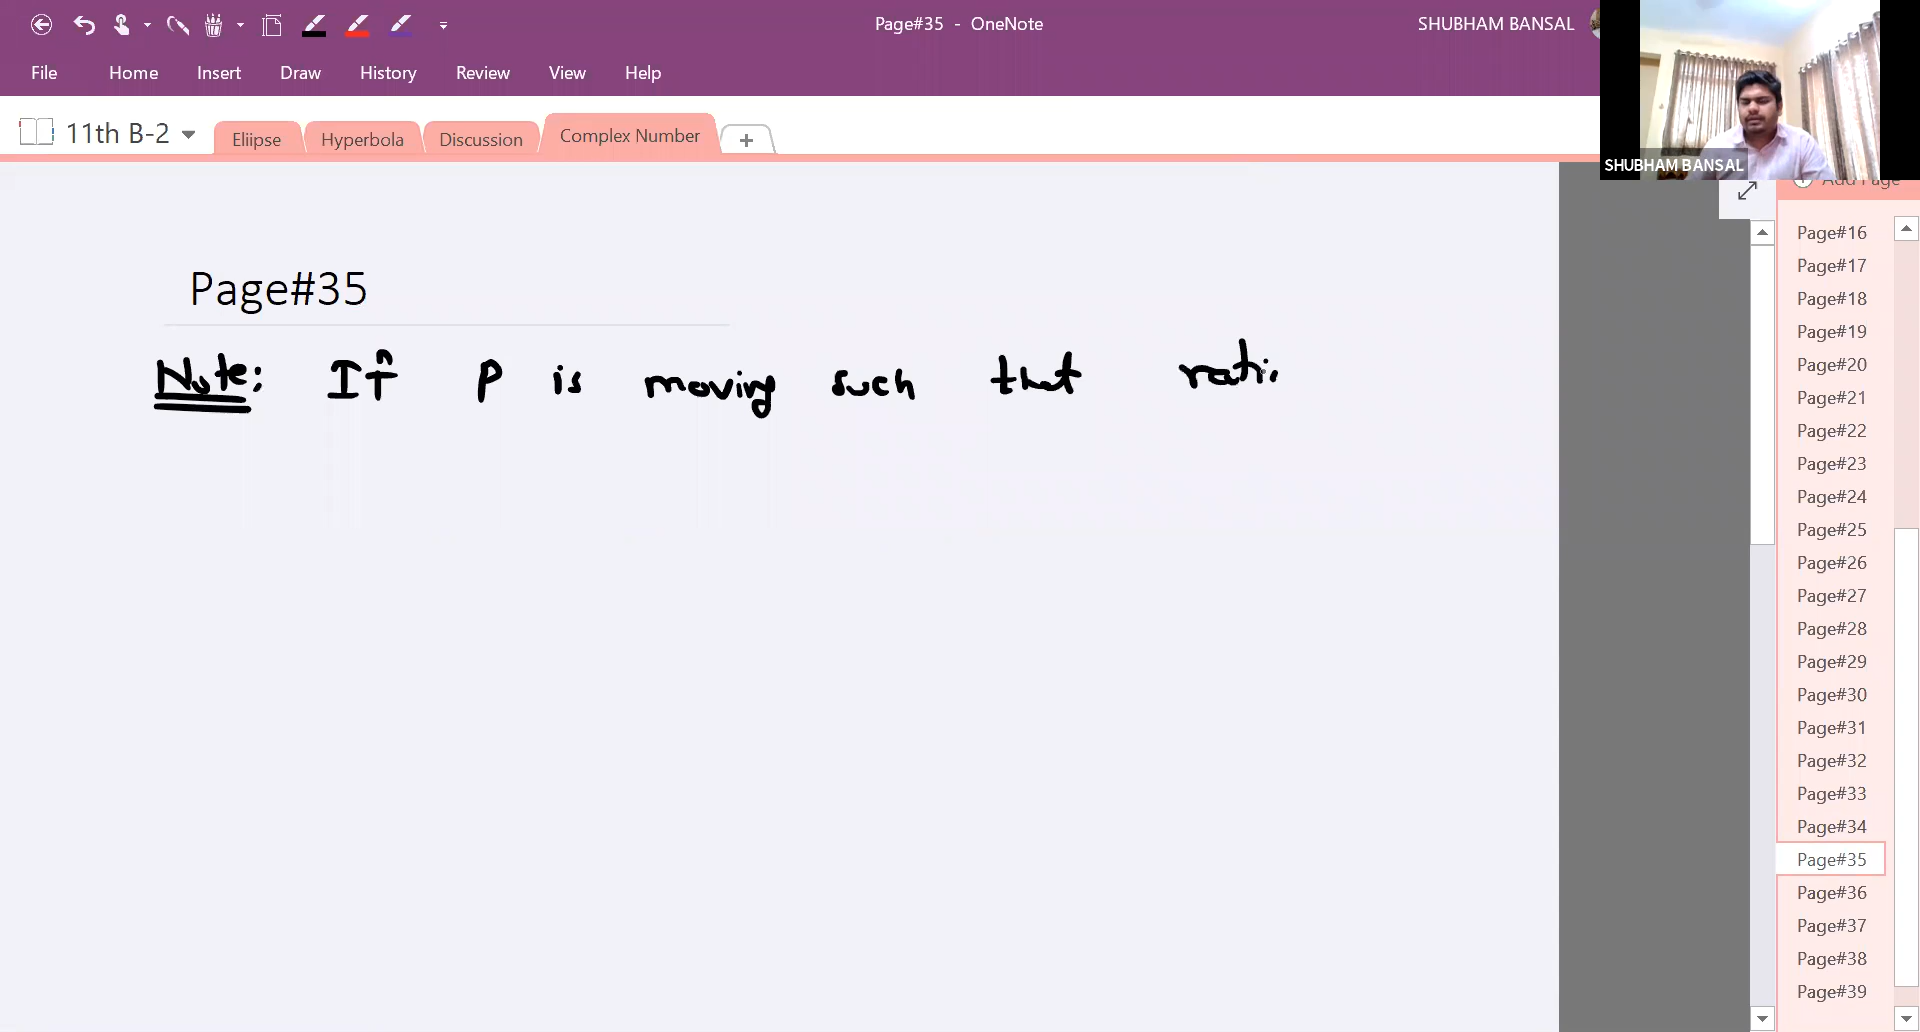 Page#35 - OneNote
SHUBHAM BANSAL
File Home Insert Draw History Review View Help
11th B-2
Eliipse
Hyperbola
Discussion
Complex Number
SHUBHAM BANSAL
Add Page
Page#35
Note: If P is moving such that rati
Page#16
Page#17
Page#18
Page#19
Page#20
Page#21
Page#22
Page#23
Page#24
Page#25
Page#26
Page#27
Page#28
Page#29
Page#30
Page#31
Page#32
Page#33
Page#34
Page#35
Page#36
Page#37
Page#38
Page#39